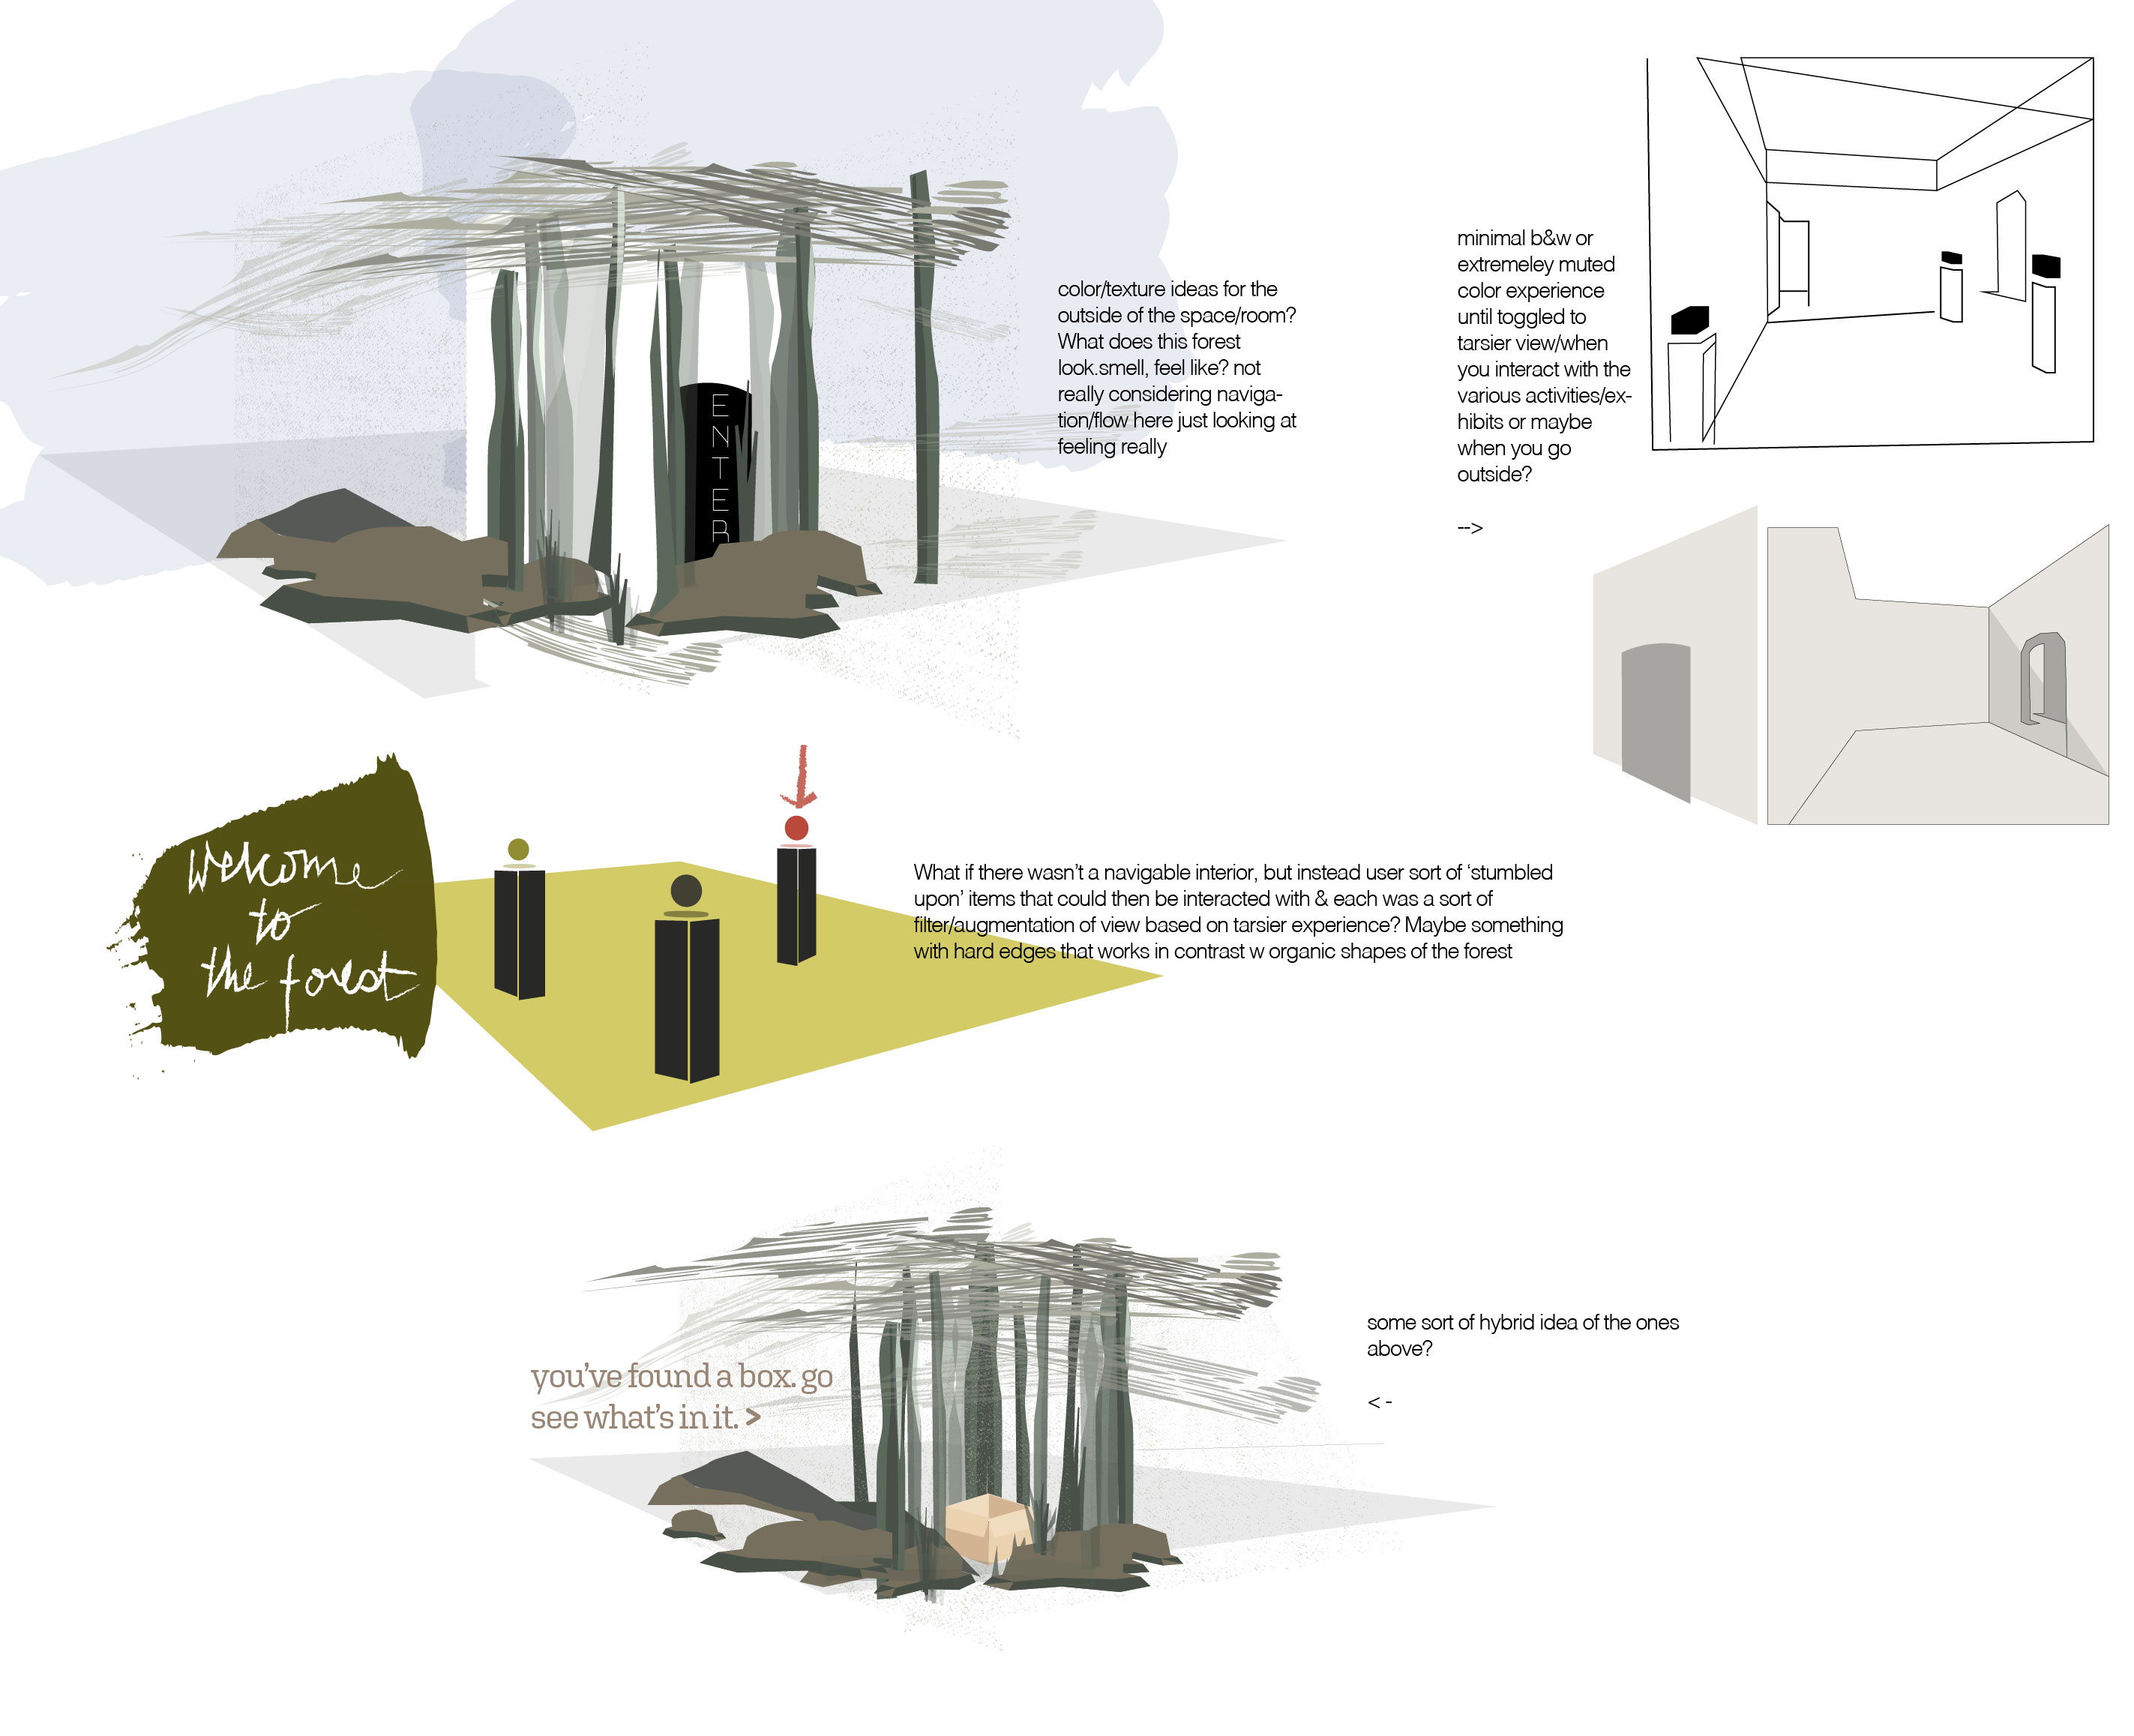 color/texture ideas for the
outside of the space/room?
What does this forest
look.smell, feel like? not
really considering naviga-
tion/flow here just looking at
feeling really
ENTER
minimal b&w or
extremeley muted
color experience
until toggled to
tarsier view/when
you interact with the
various activities/ex-
hibits or maybe
when you go
outside?
-->
welcome
to
the forest
What if there wasn't a navigable interior, but instead user sort of 'stumbled
upon' items that could then be interacted with & each was a sort of
filter/augmentation of view based on tarsier experience? Maybe something
with hard edges that works in contrast w organic shapes of the forest
you've found a box. go
see what's in it. >
some sort of hybrid idea of the ones
above?
< -